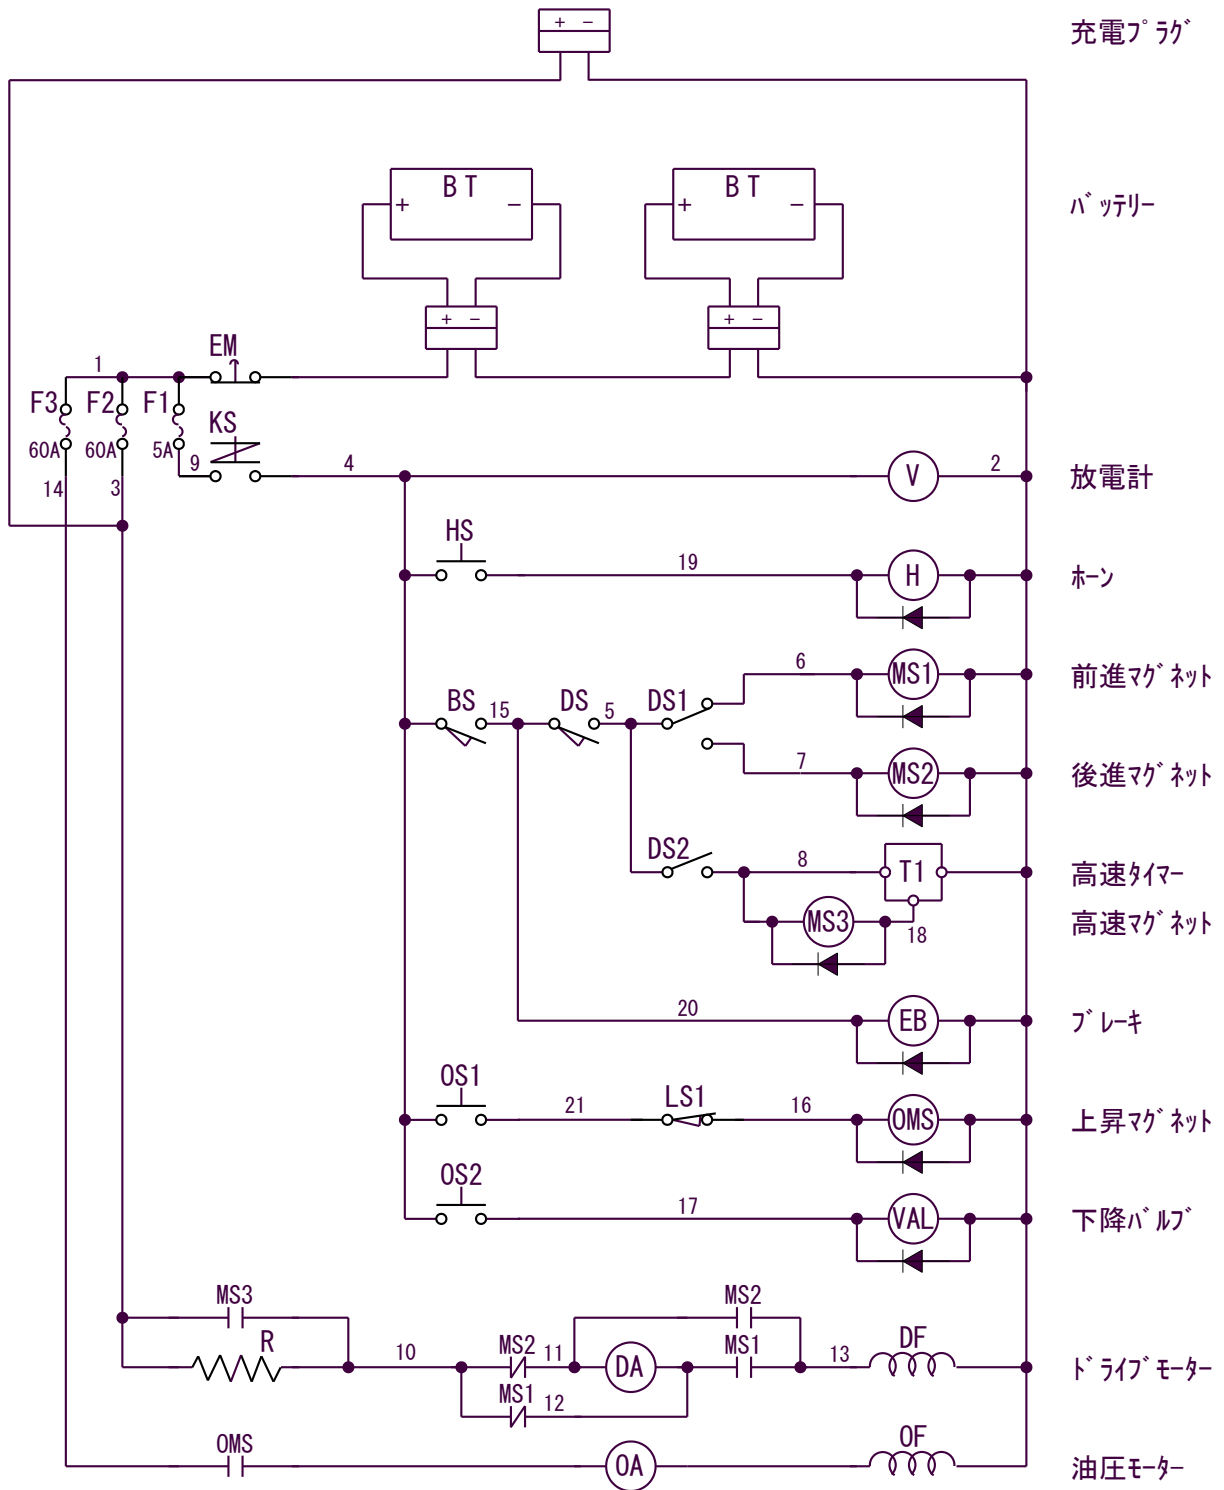 + − 充電プラグ
BT BT
+ − + − バッテリー
+ − + −
1 EM
F3 F2 F1 KS
60A 60A 5A 9 4 V 2 放電計
14 3
HS 19 H ホーン
6 MS1 前進マグネット
BS 15 DS 5 DS1
7 MS2 後進マグネット
DS2 8 T1 高速タイマー
MS3 18 高速マグネット
20 EB ブレーキ
OS1 21 LS1 16 OMS 上昇マグネット
OS2 17 VAL 下降バルブ
MS3 MS2
R 10 MS2 11 DA MS1 13 DF ドライブモーター
MS1 12
OMS OA OF 油圧モーター